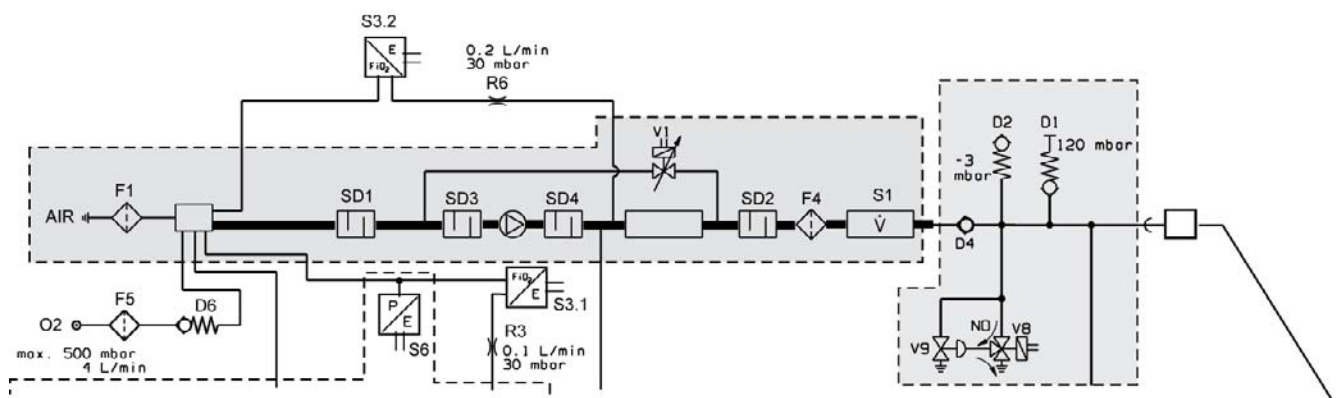 S3.2
E
FiO₂
0.2 L/min
30 mbar
R6
V1
D2
D1
-3
mbar
120 mbar
F1
AIR
SD1
SD3
SD4
SD2
F4
S1
V̇
D4
F5
D6
O2
max. 500 mbar
4 L/min
P
E
S6
FiO₂
E
S3.1
R3
0.1 L/min
30 mbar
NO
V9
V8